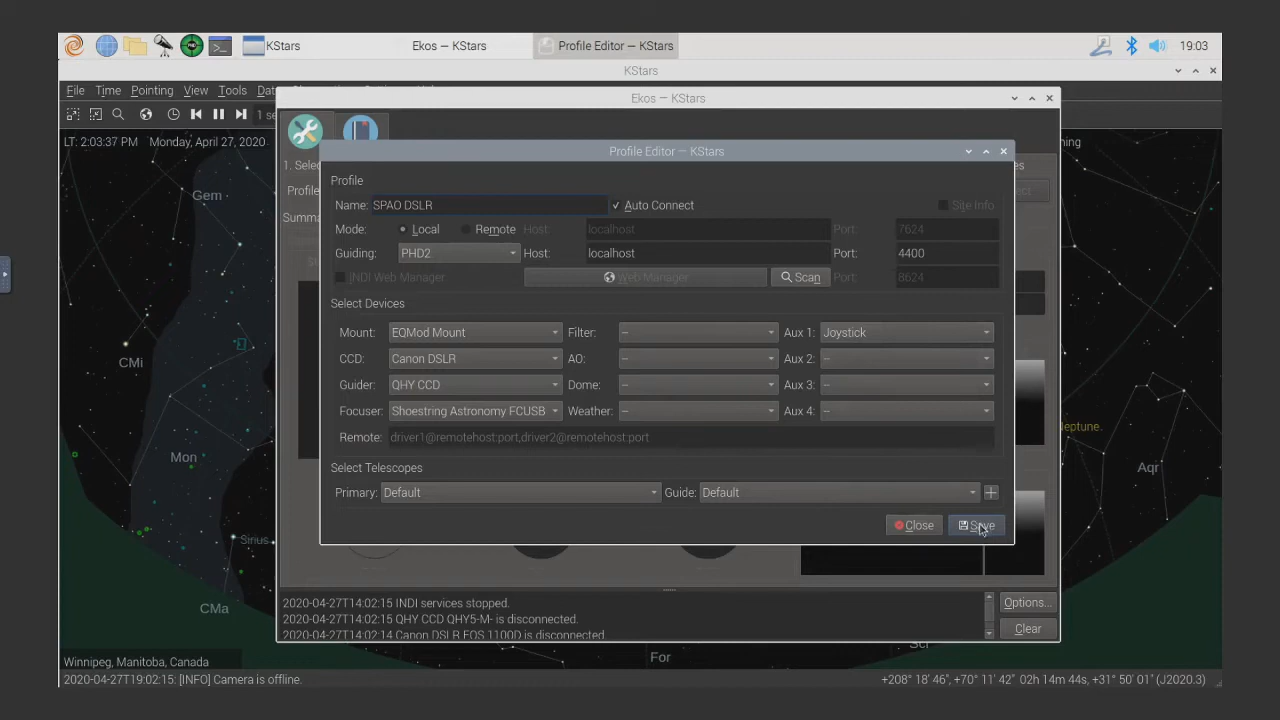 KStars Ekos — KStars Profile Editor — KStars 19:03
KStars
File Time Pointing View Tools
Ekos — KStars
LT: 2:03:37 PM Monday, April 27, 2020
Profile Editor — KStars
1. Selec
Profile
Summa
Profile
Name: SPAO DSLR Auto Connect Site Info
Mode: Local Remote Host: localhost Port: 7624
Guiding: PHD2 Host: localhost Port: 4400
INDI Web Manager Web Manager Scan Port: 8624
Select Devices
Mount: EQMod Mount Filter: -- Aux 1: Joystick
CCD: Canon DSLR AO: -- Aux 2: --
Guider: QHY CCD Dome: -- Aux 3: --
Focuser: Shoestring Astronomy FCUSB Weather: -- Aux 4: --
Remote: driver1@remotehost:port,driver2@remotehost:port
Select Telescopes
Primary: Default Guide: Default
Close Save
Gem
CMi
Mon
Sirius
CMa
Neptune.
Aqr
For
2020-04-27T14:02:15 INDI services stopped.
2020-04-27T14:02:15 QHY CCD QHY5-M- is disconnected.
2020-04-27T14:02:14 Canon DSLR EOS 1100D is disconnected.
Options...
Clear
Winnipeg, Manitoba, Canada
2020-04-27T19:02:15: [INFO] Camera is offline. +208° 18' 46", +70° 11' 42" 02h 14m 44s, +31° 50' 01" (J2020.3)